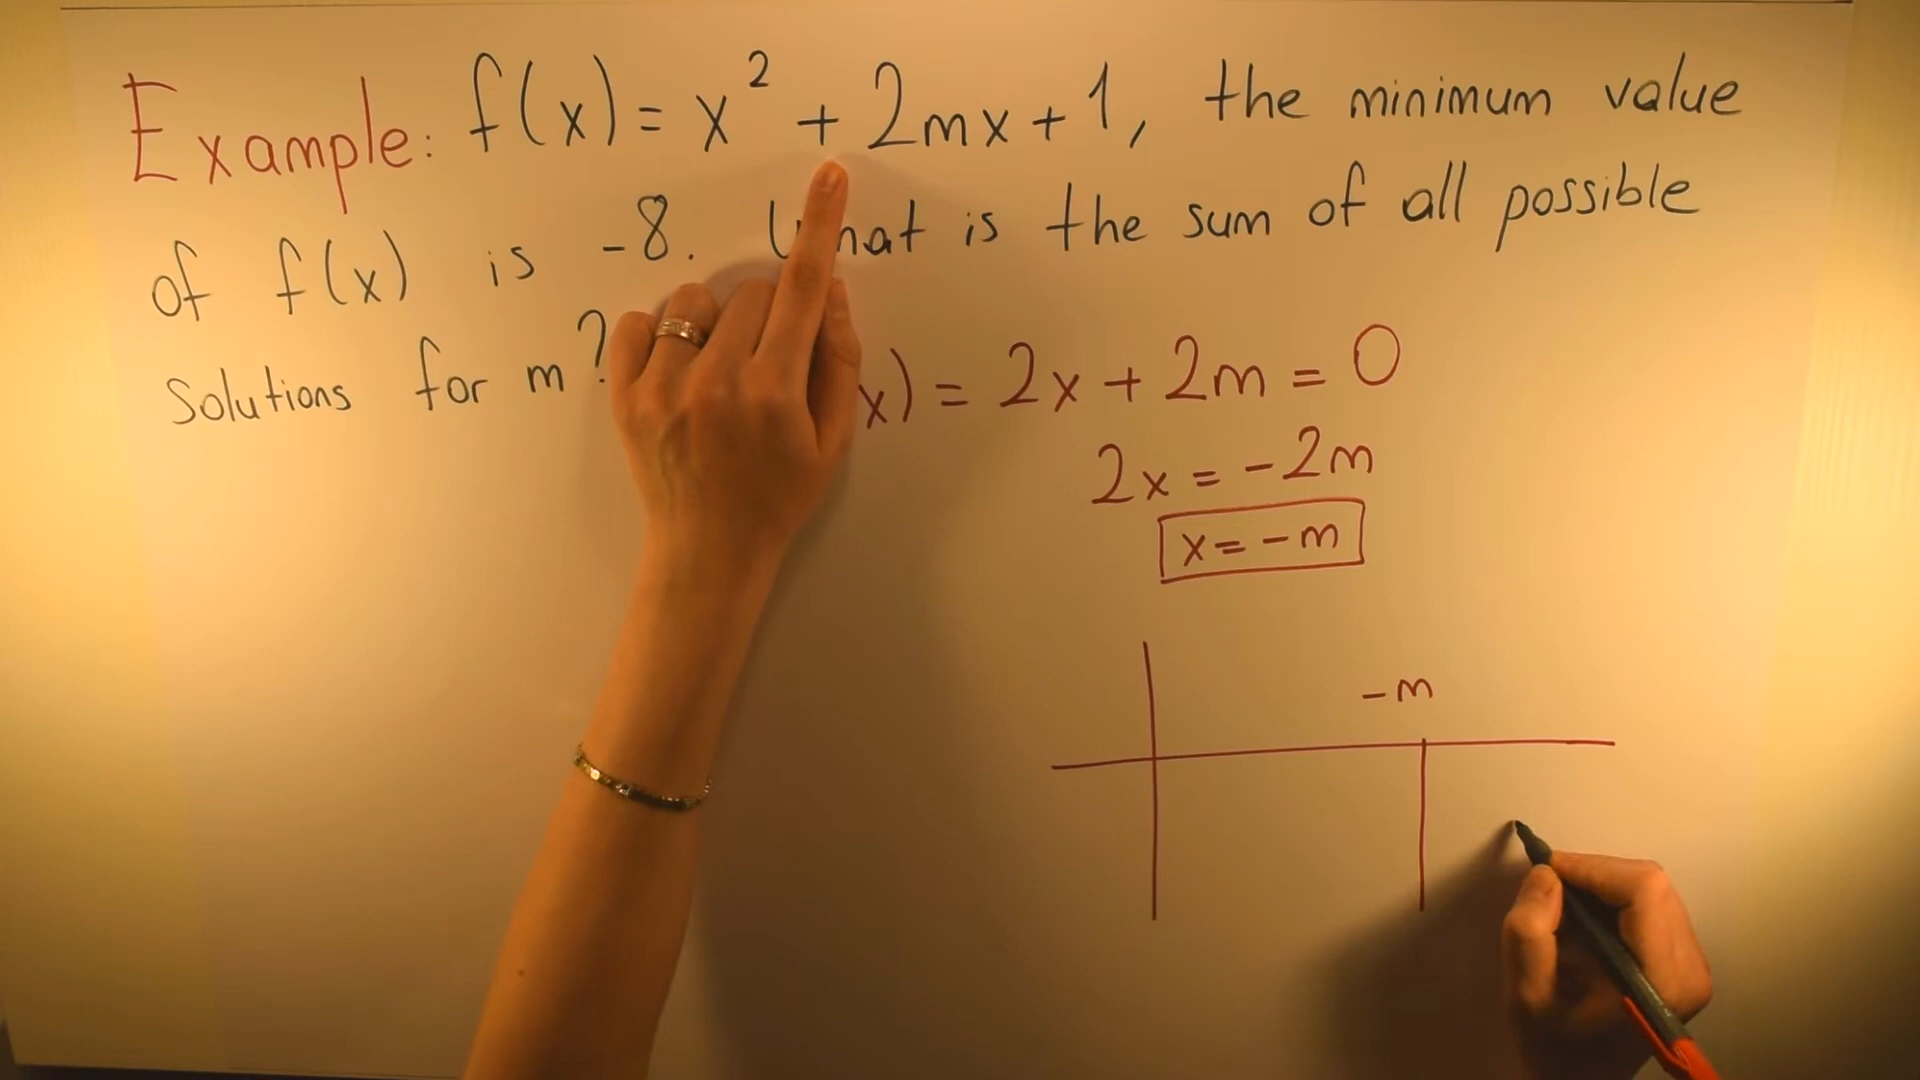 Example: f(x) = x² + 2mx + 1, the minimum value
of f(x) is -8. What is the sum of all possible
Solutions for m?
x) = 2x + 2m = 0
2x = -2m
x = -m
-m